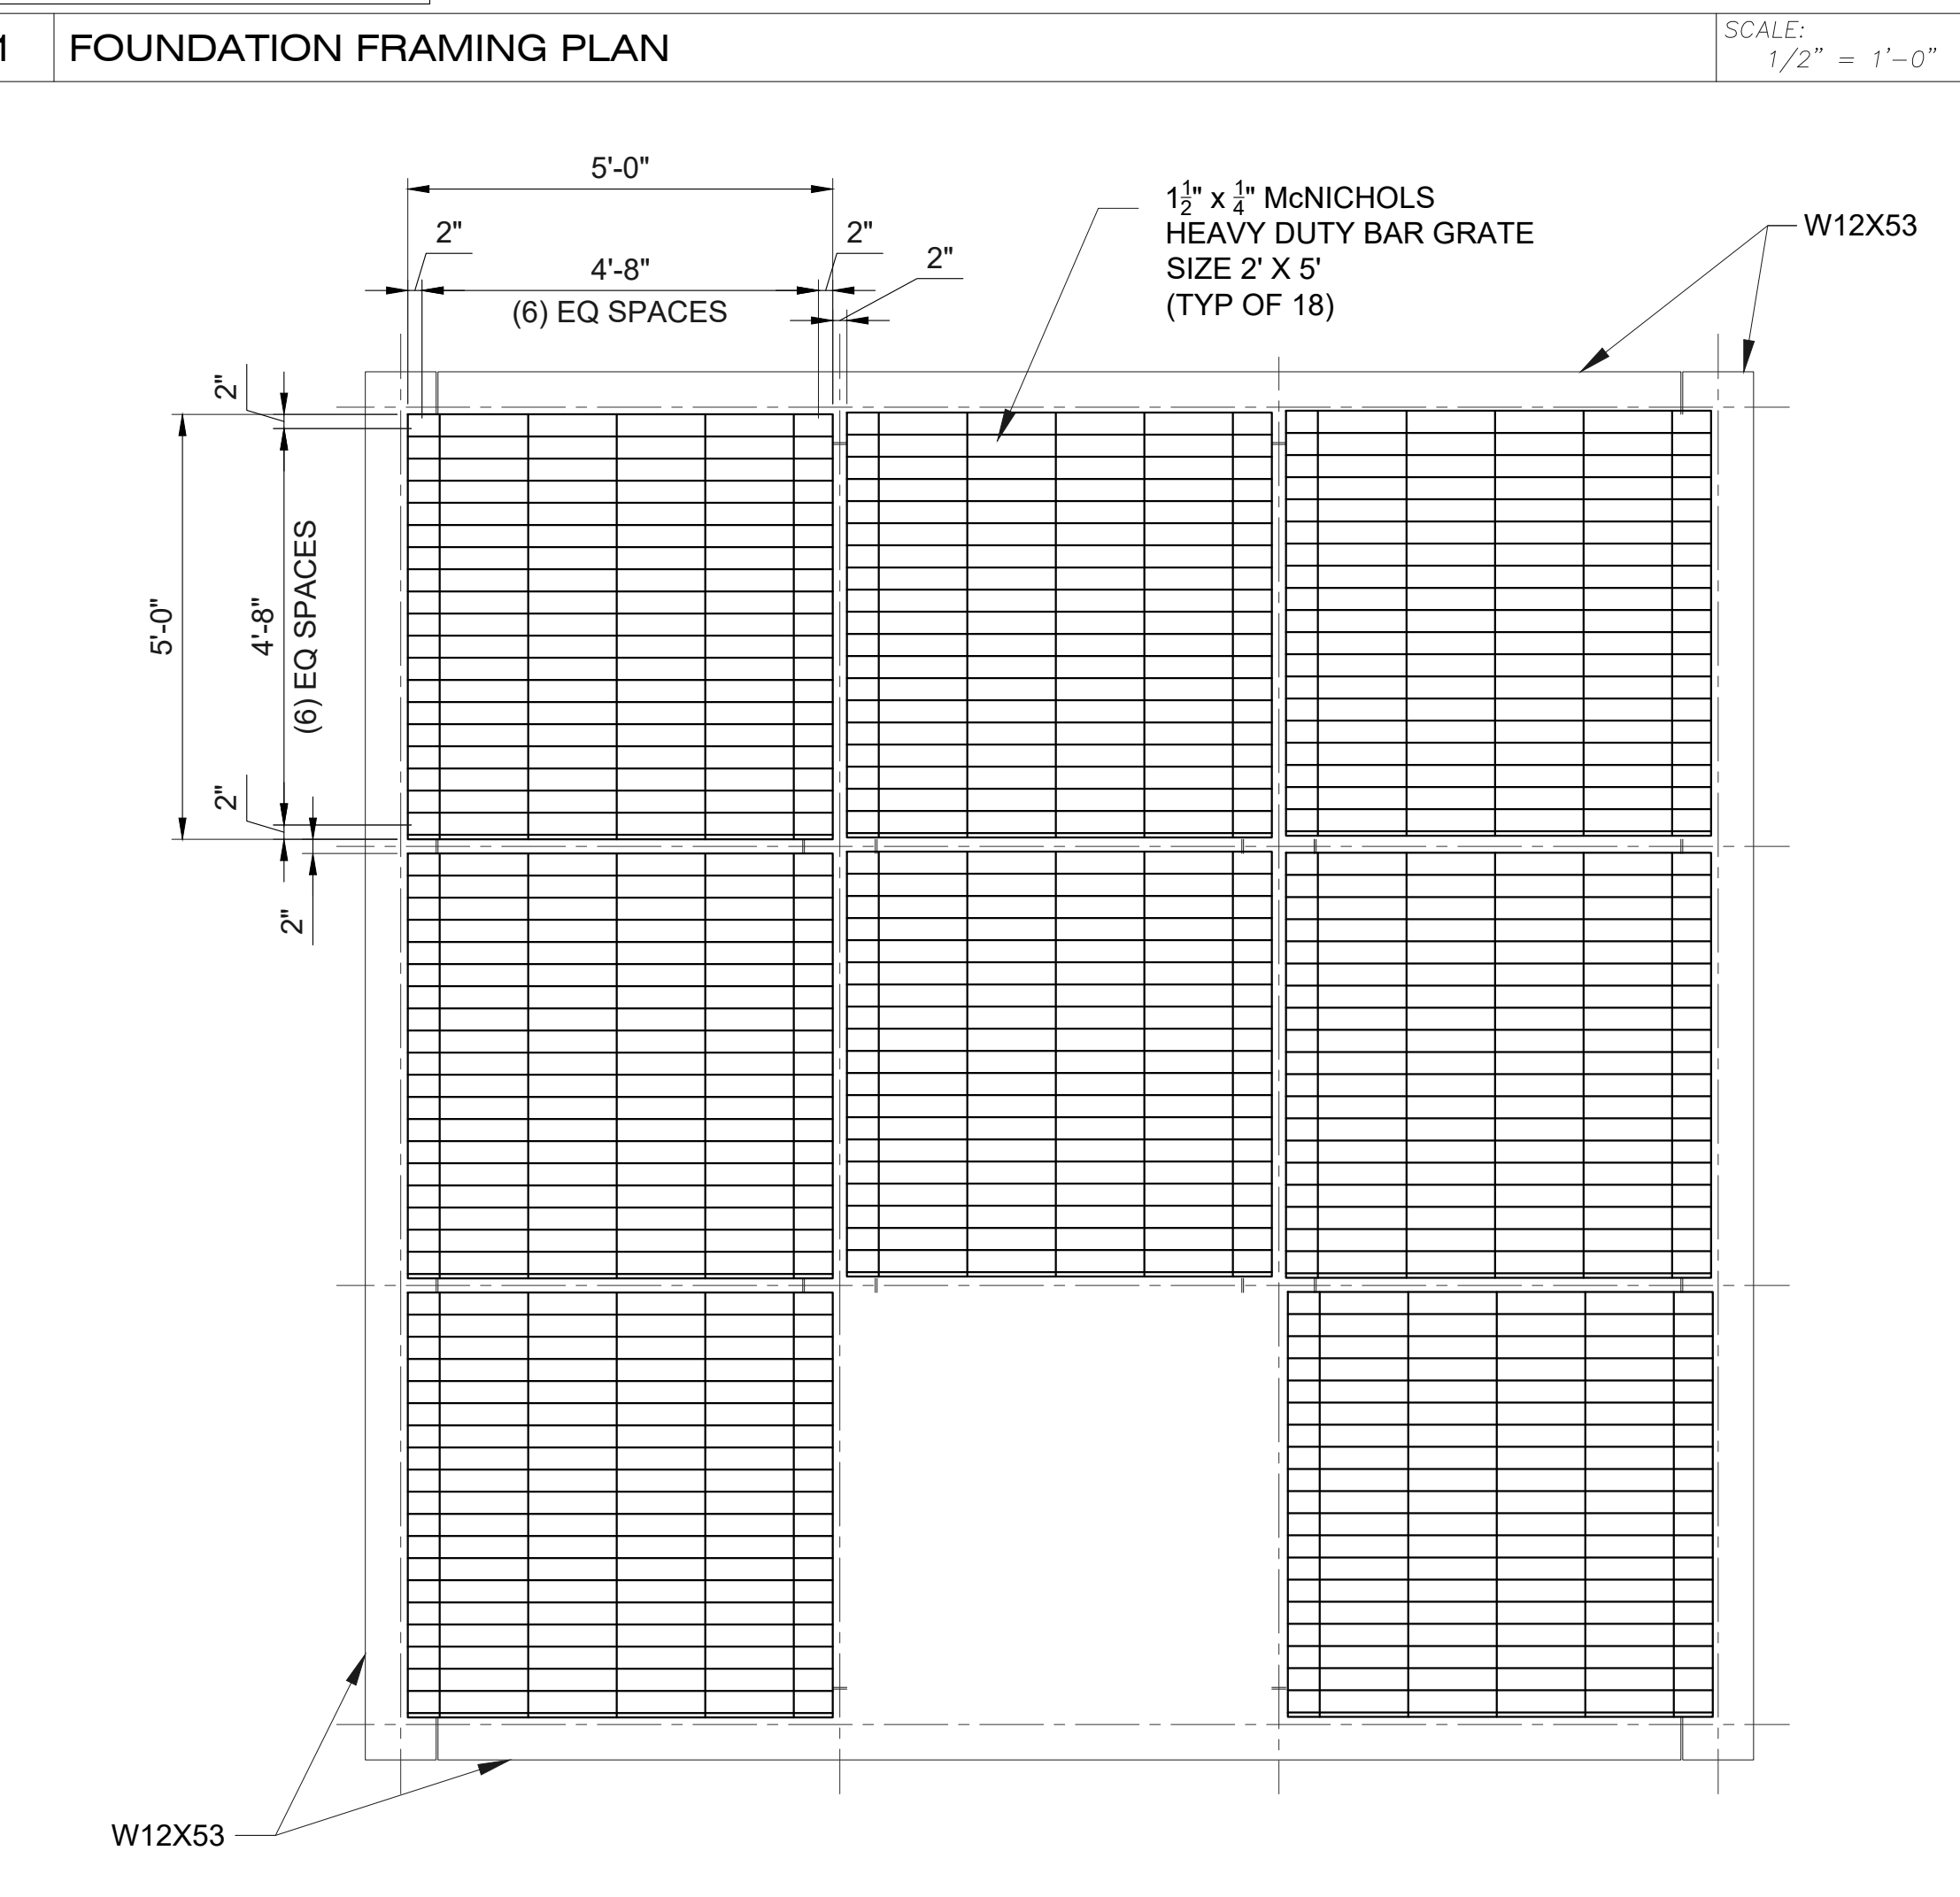 1 FOUNDATION FRAMING PLAN
SCALE:
1/2" = 1'-0"
5'-0"
2"
4'-8"
2"
2"
(6) EQ SPACES
1 1/2" x 1/4" McNICHOLS
HEAVY DUTY BAR GRATE
SIZE 2' X 5'
(TYP OF 18)
W12X53
2"
5'-0"
4'-8"
(6) EQ SPACES
2"
2"
W12X53